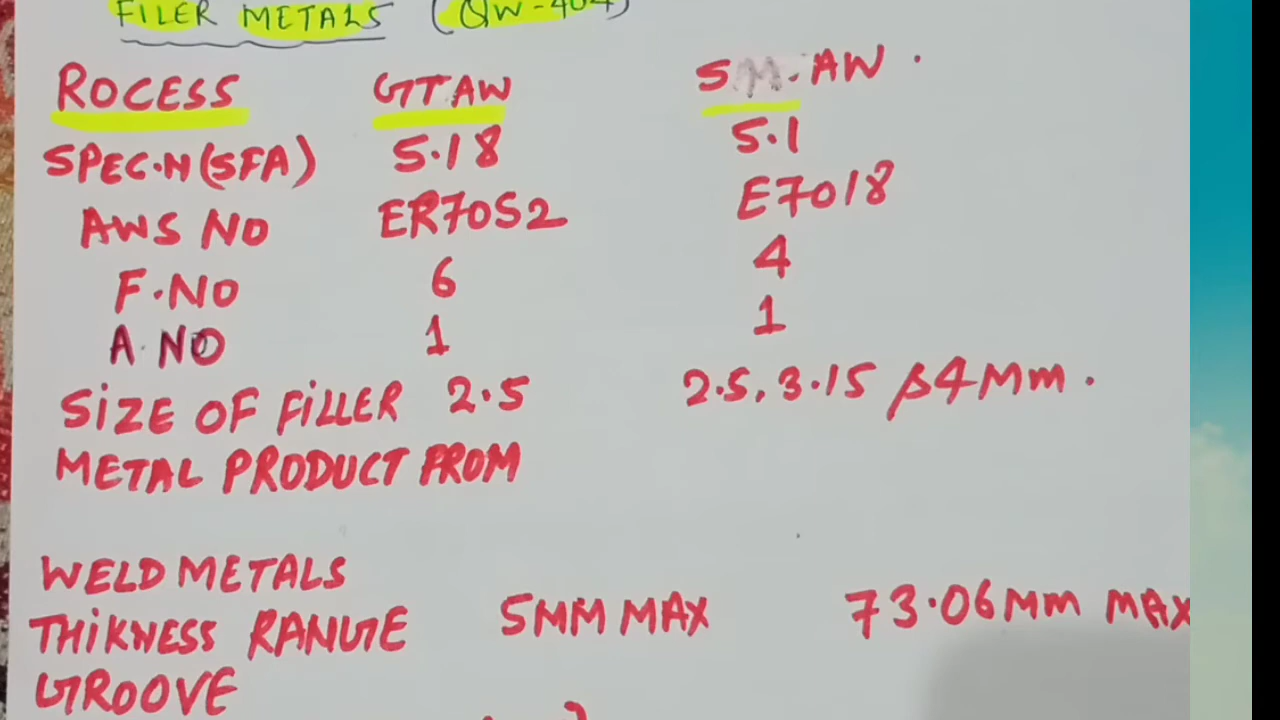 FILER METALS (QW-404)
ROCESS GTAW SM.AW.
SPEC.N(SFA) 5.18 5.1
AWS NO ER70S2 E7018
F.NO 6 4
A.NO 1 1
SIZE OF FILLER 2.5 2.5, 3.15 & 4MM.
METAL PRODUCT FROM
WELD METALS
THIKNESS RANGE 5MM MAX 73.06MM MAX
GROOVE